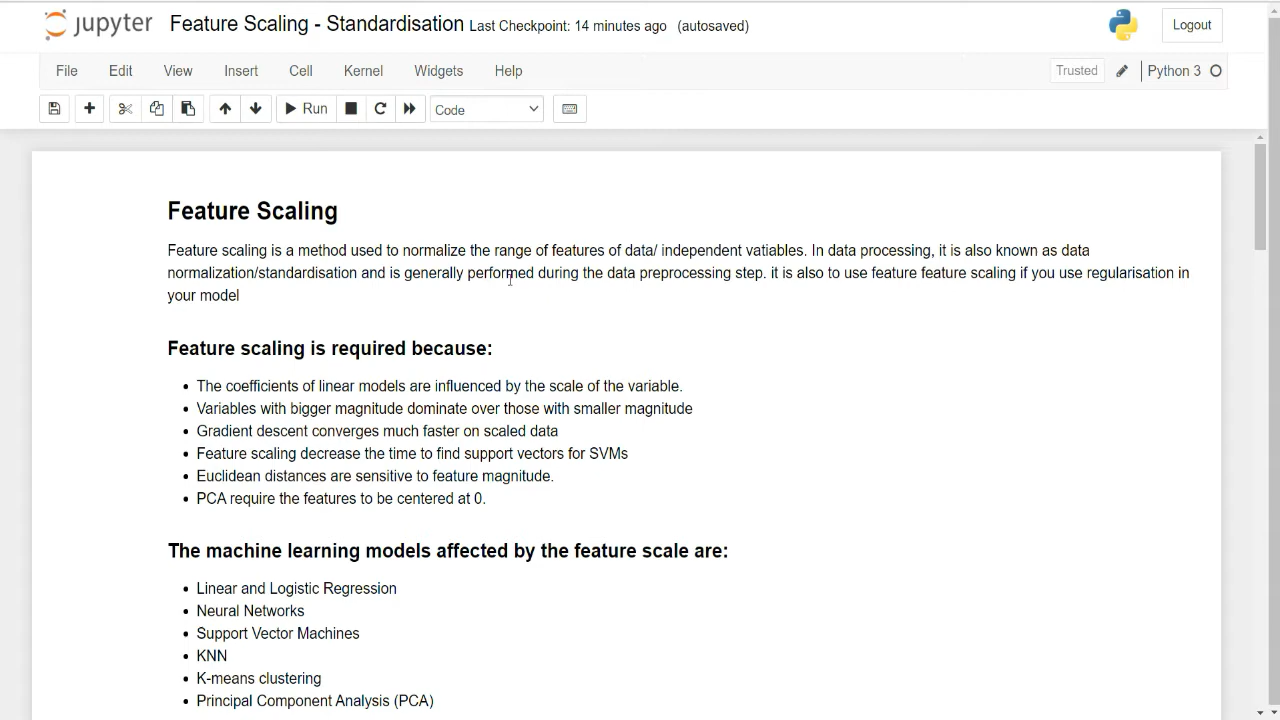 jupyter Feature Scaling - Standardisation Last Checkpoint: 14 minutes ago (autosaved) Logout
File Edit View Insert Cell Kernel Widgets Help Trusted Python 3
Run Code
Feature Scaling
Feature scaling is a method used to normalize the range of features of data/ independent vatiables. In data processing, it is also known as data
normalization/standardisation and is generally performed during the data preprocessing step. it is also to use feature feature scaling if you use regularisation in
your model
Feature scaling is required because:
The coefficients of linear models are influenced by the scale of the variable.
Variables with bigger magnitude dominate over those with smaller magnitude
Gradient descent converges much faster on scaled data
Feature scaling decrease the time to find support vectors for SVMs
Euclidean distances are sensitive to feature magnitude.
PCA require the features to be centered at 0.
The machine learning models affected by the feature scale are:
Linear and Logistic Regression
Neural Networks
Support Vector Machines
KNN
K-means clustering
Principal Component Analysis (PCA)